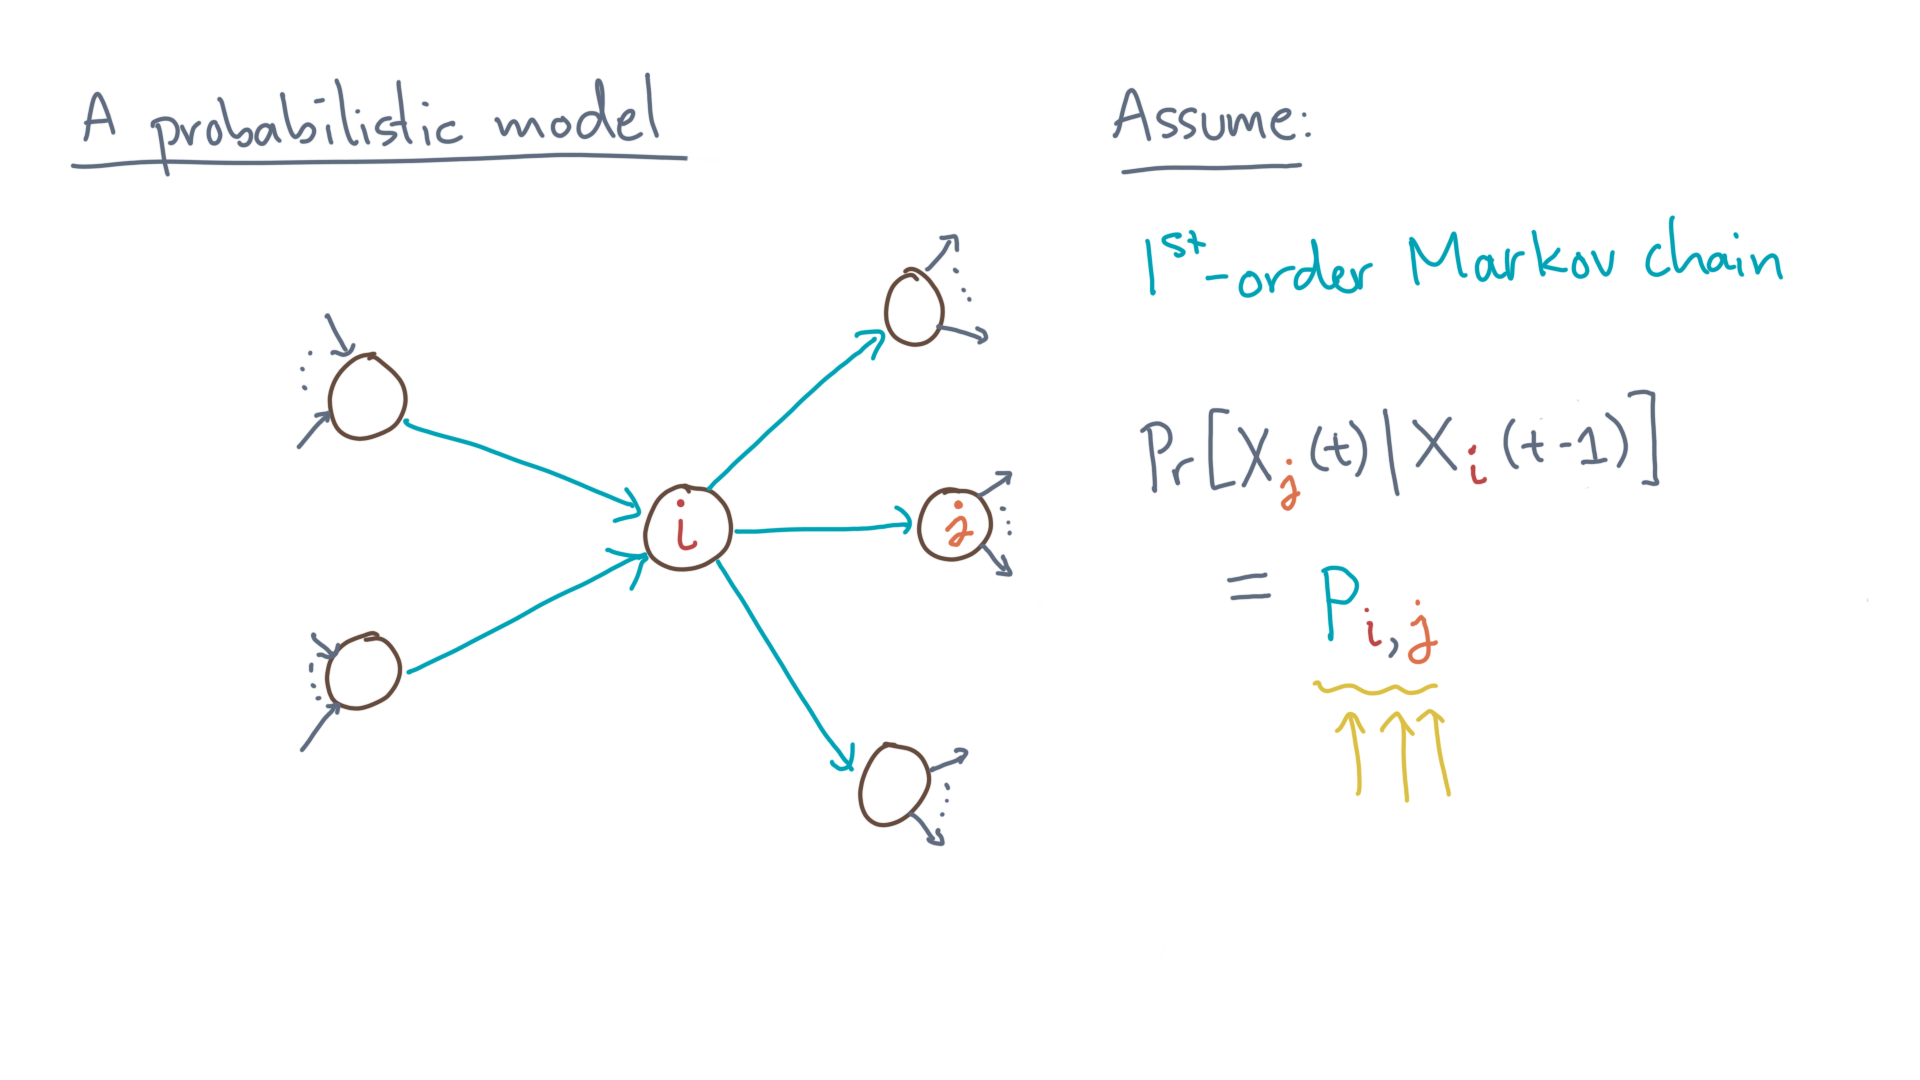 A probabilistic model
Assume:
1st-order Markov chain
Pr[Xj(t)|Xi(t-1)]
= Pi,j
i
j